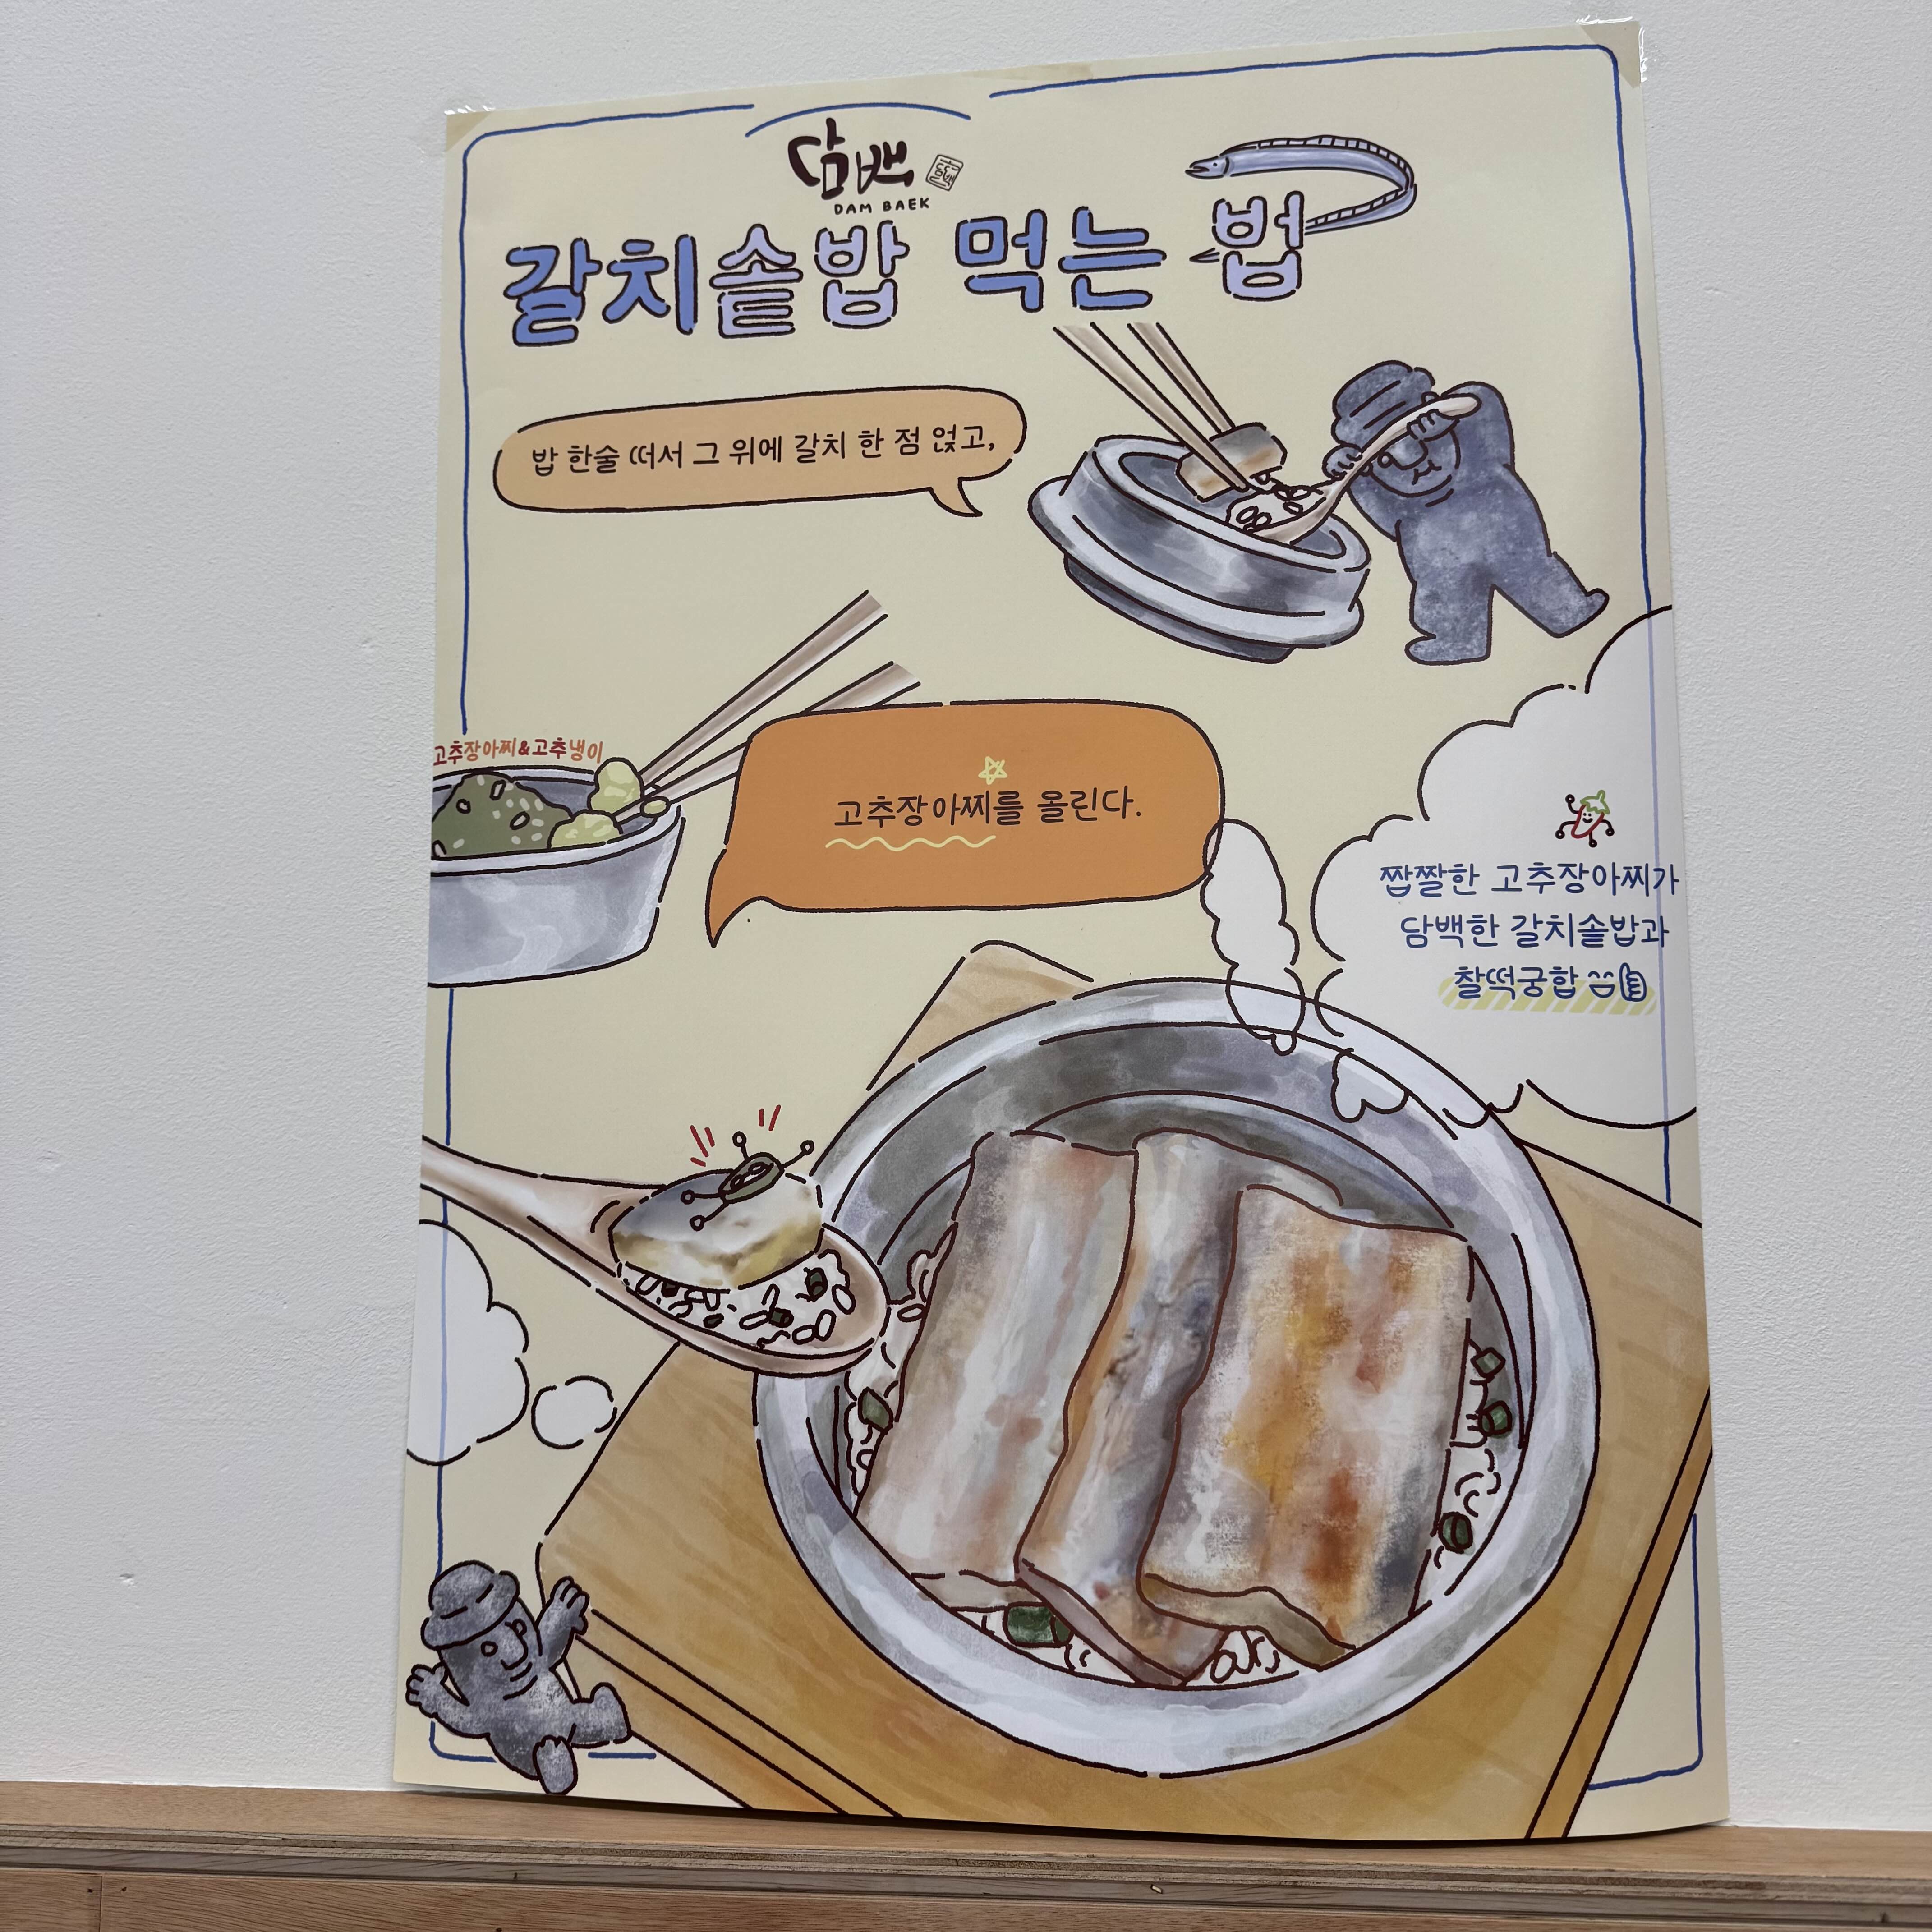 담백
DAM BAEK
갈치솥밥 먹는 법
밥 한술 떠서 그 위에 갈치 한 점 얹고,
고추장아찌&고추냉이
고추장아찌를 올린다.
짭짤한 고추장아찌가
담백한 갈치솥밥과
찰떡궁합